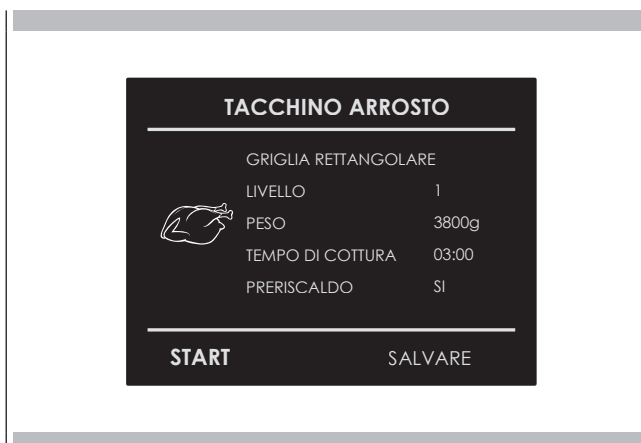 TACCHINO ARROSTO
GRIGLIA RETTANGOLARE
LIVELLO 1
PESO 3800g
TEMPO DI COTTURA 03:00
PRERISCALDO SI
START SALVARE